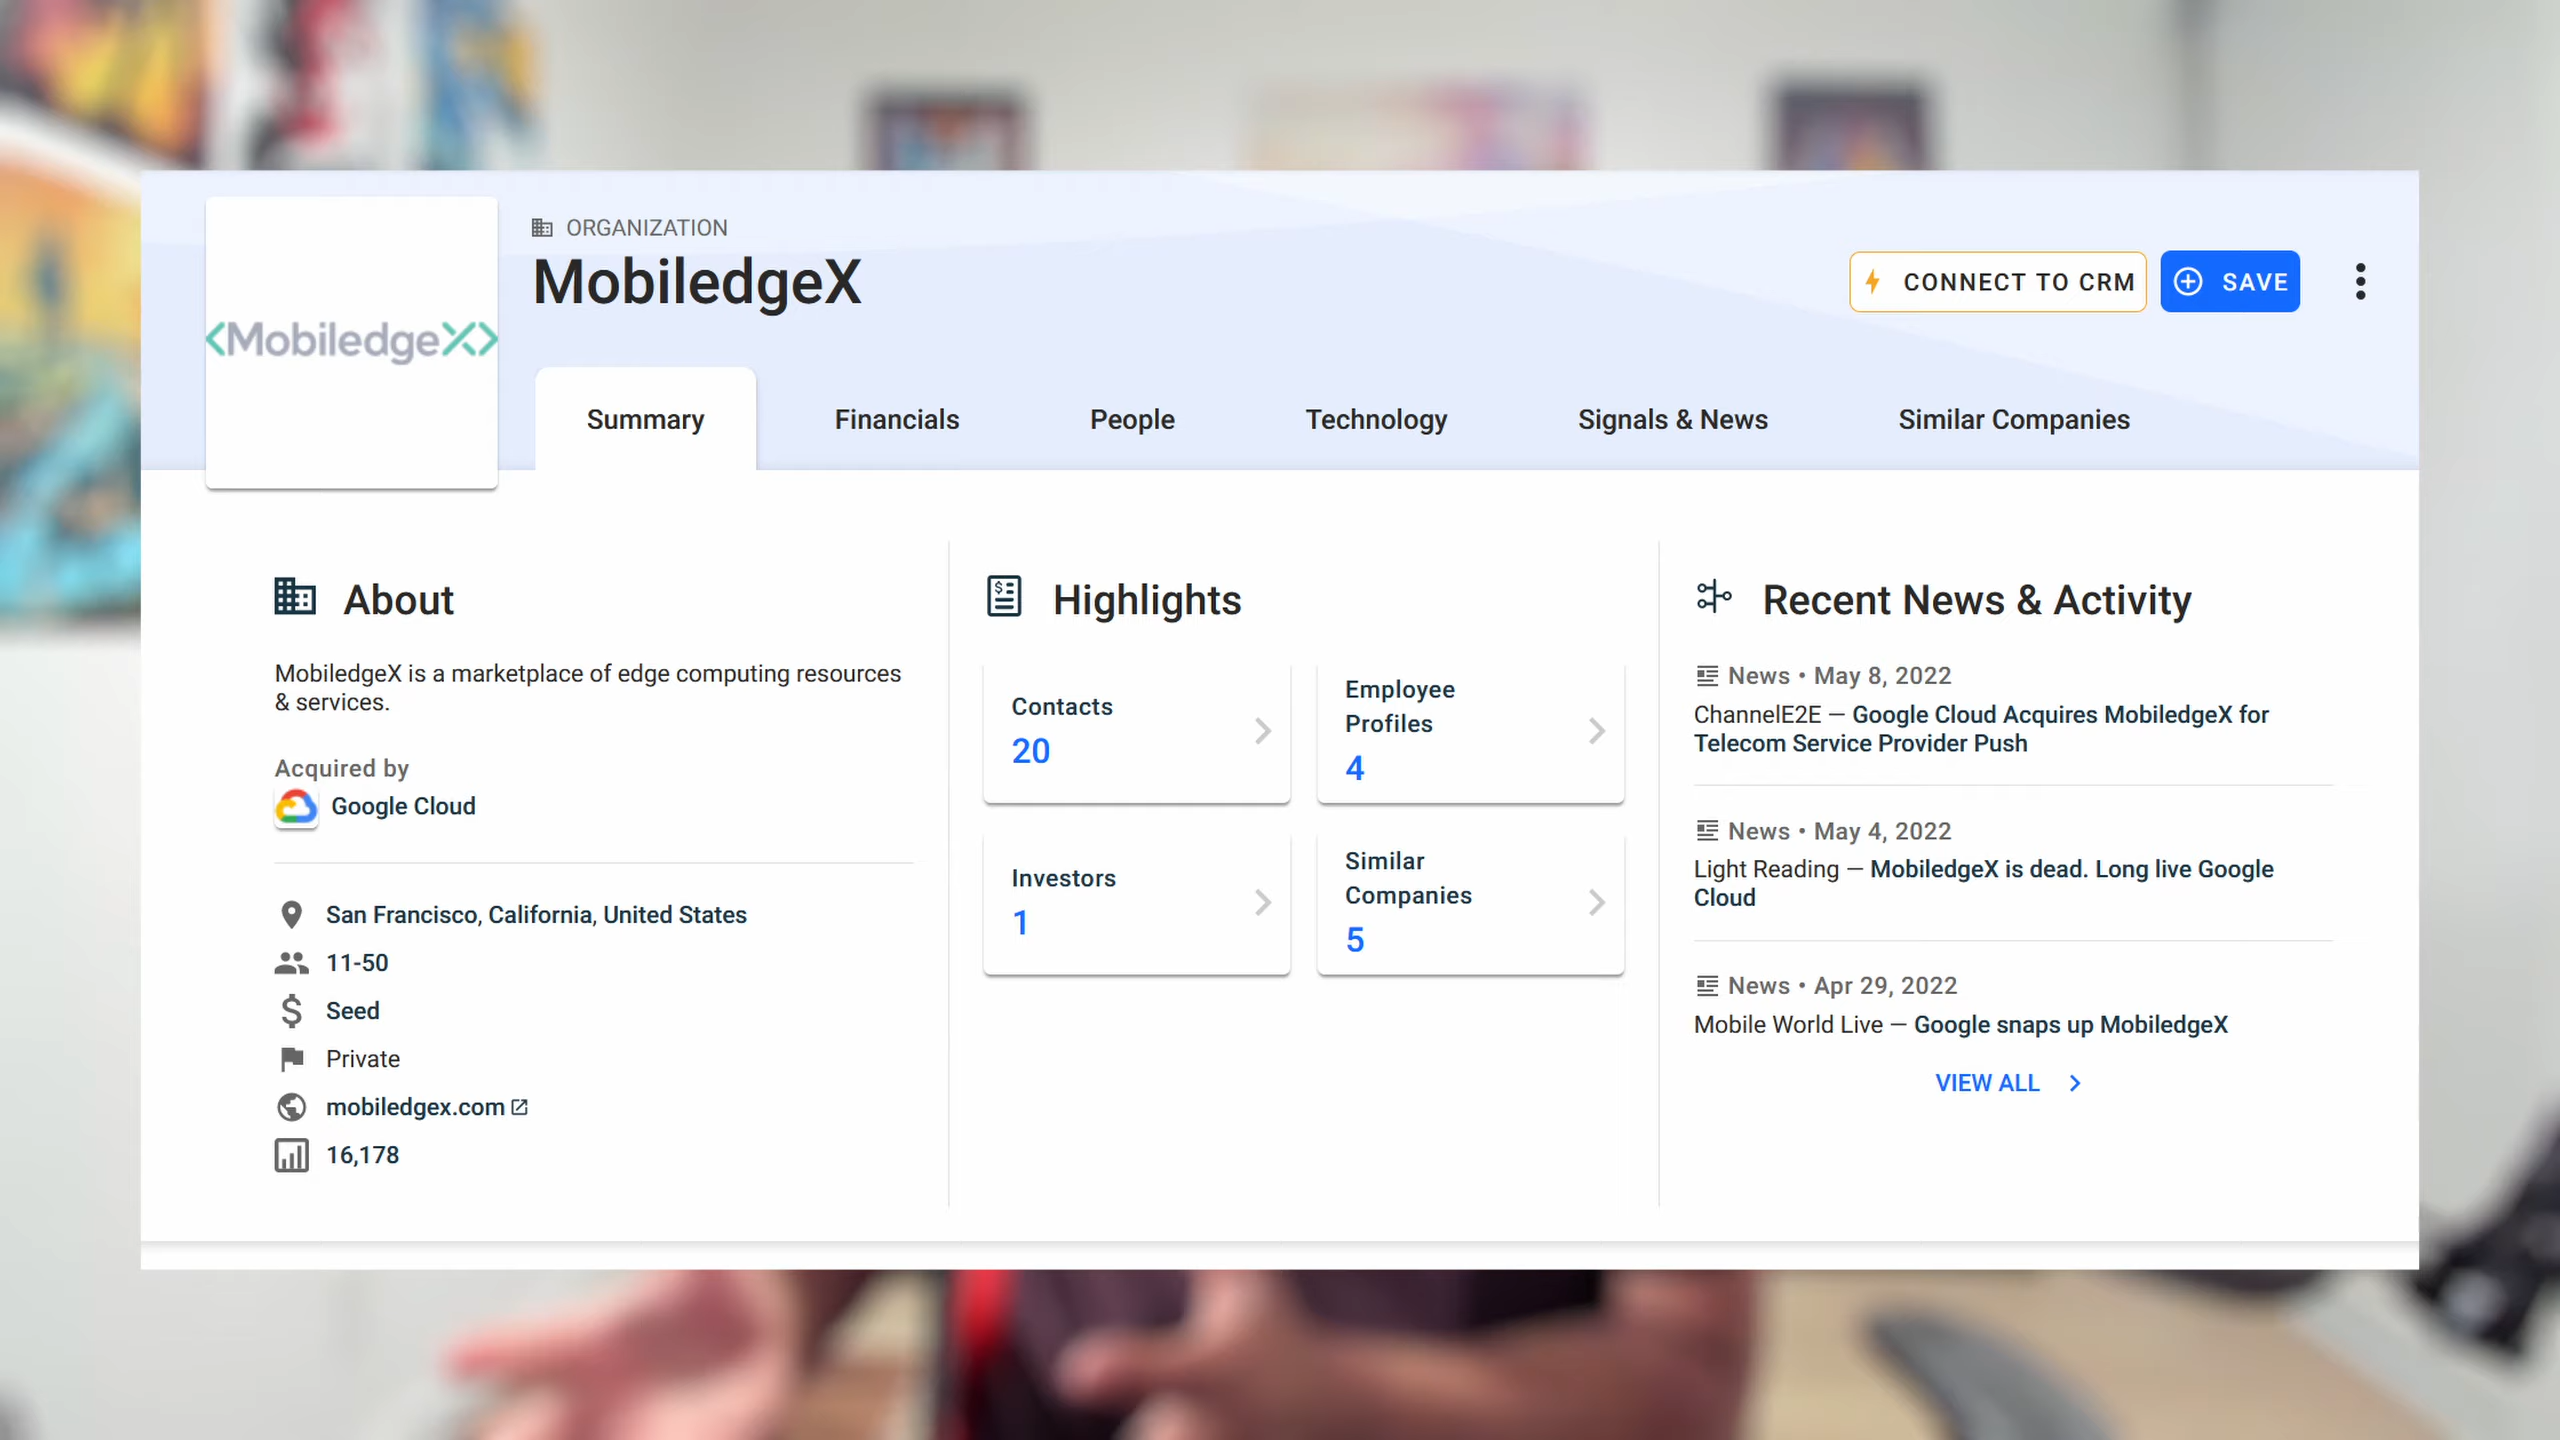 <MobiledgeX>
ORGANIZATION
MobiledgeX
CONNECT TO CRM
SAVE
Summary
Financials
People
Technology
Signals & News
Similar Companies
About
MobiledgeX is a marketplace of edge computing resources
& services.
Acquired by
Google Cloud
San Francisco, California, United States
11-50
Seed
Private
mobiledgex.com
16,178
Highlights
Contacts
20
Employee
Profiles
4
Investors
1
Similar
Companies
5
Recent News & Activity
News • May 8, 2022
ChannelE2E — Google Cloud Acquires MobiledgeX for
Telecom Service Provider Push
News • May 4, 2022
Light Reading — MobiledgeX is dead. Long live Google
Cloud
News • Apr 29, 2022
Mobile World Live — Google snaps up MobiledgeX
VIEW ALL